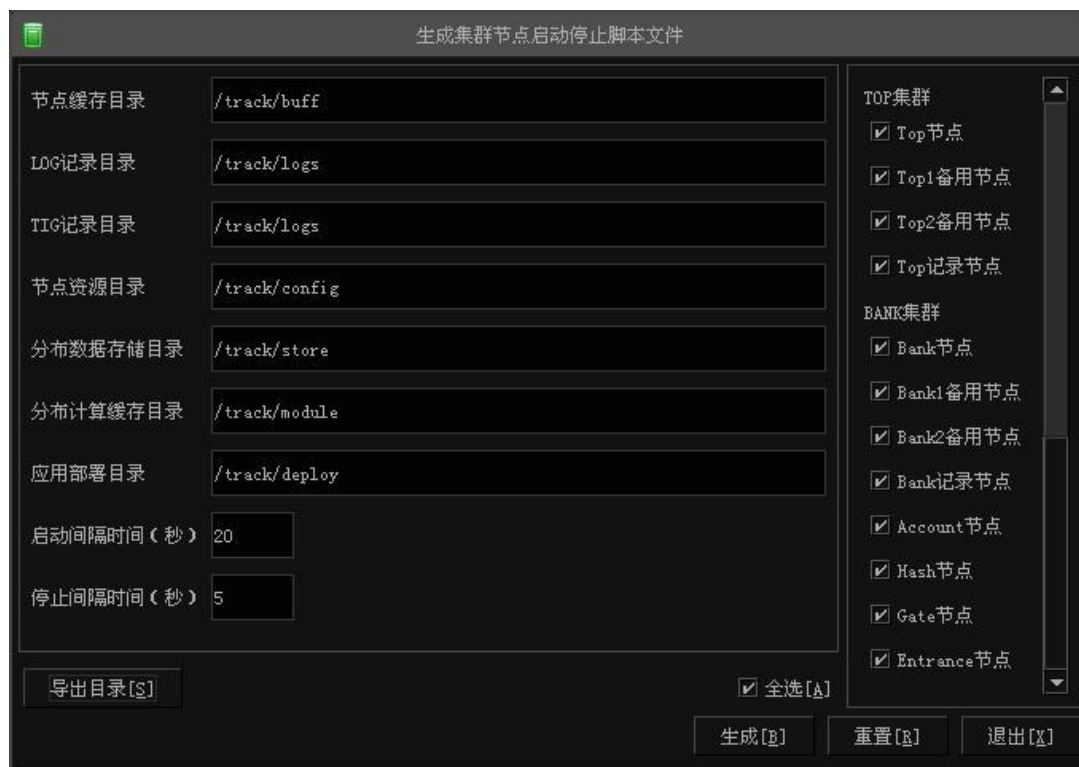 生成集群节点启动停止脚本文件
节点缓存目录 /track/buff
LOG记录目录 /track/logs
TIG记录目录 /track/logs
节点资源目录 /track/config
分布数据存储目录 /track/store
分布计算缓存目录 /track/module
应用部署目录 /track/deploy
启动间隔时间（秒） 20
停止间隔时间（秒） 5
TOP集群
Top节点
Top1备用节点
Top2备用节点
Top记录节点
BANK集群
Bank节点
Bank1备用节点
Bank2备用节点
Bank记录节点
Account节点
Hash节点
Gate节点
Entrance节点
导出目录[S]
全选[A]
生成[B] 重置[R] 退出[X]